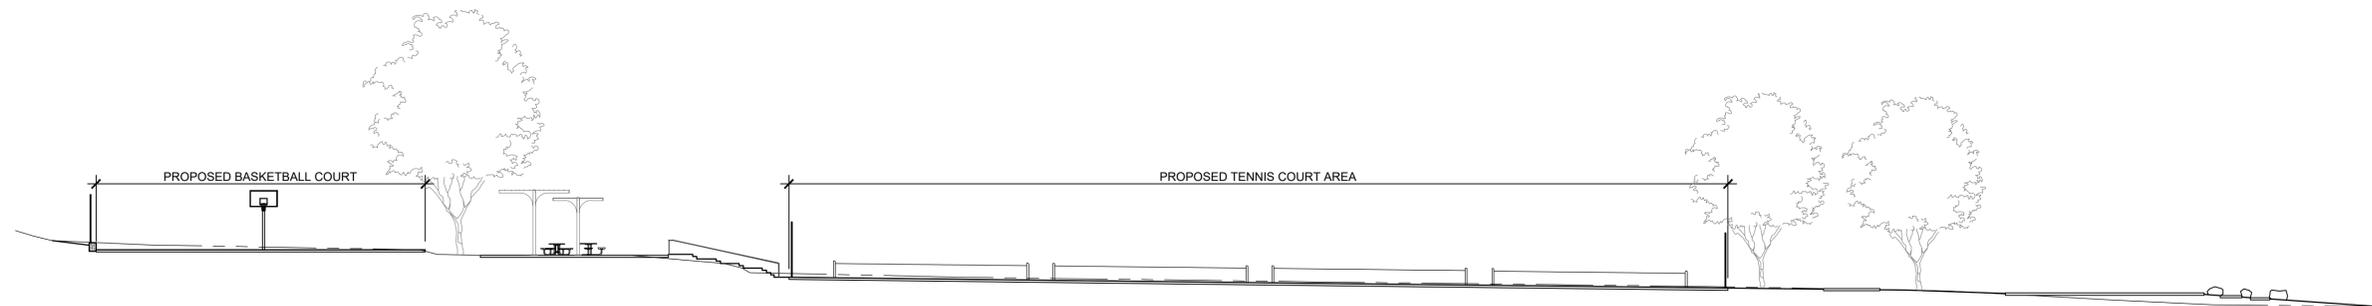 PROPOSED BASKETBALL COURT
PROPOSED TENNIS COURT AREA